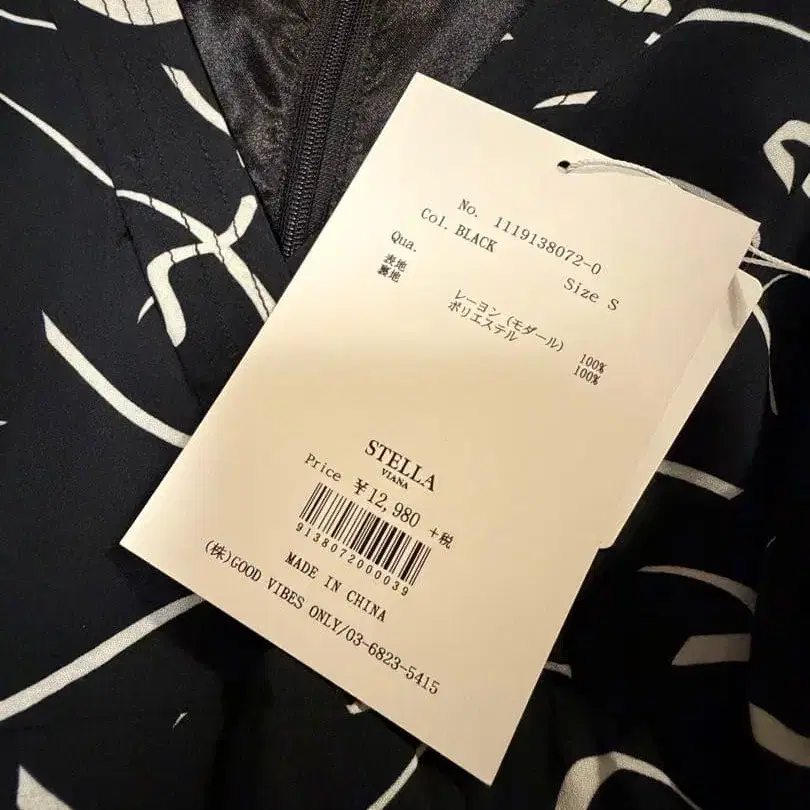 No. 1119138072-0
Col. BLACK Size S
Qua.
表地 レーヨン (モダール) 100%
裏地 ポリエステル 100%
STELLA
VIANA
Price ¥12,980 +税
9138072000039
MADE IN CHINA
(株)GOOD VIBES ONLY/03-6823-5415